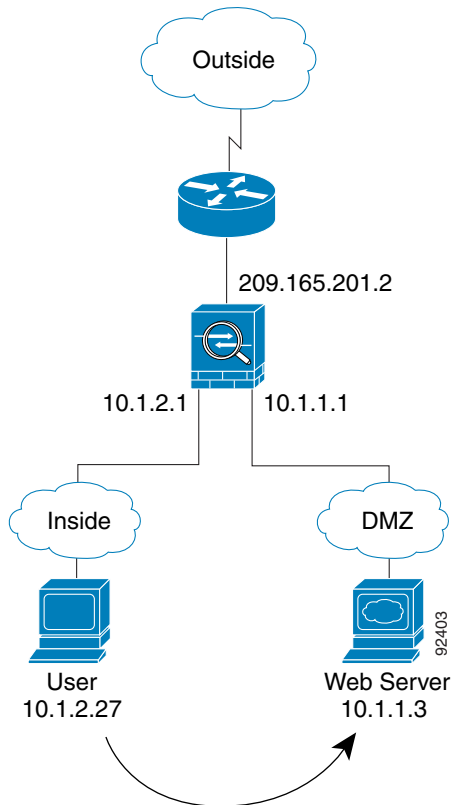 Outside
209.165.201.2
10.1.2.1
10.1.1.1
Inside
DMZ
92403
User
10.1.2.27
Web Server
10.1.1.3